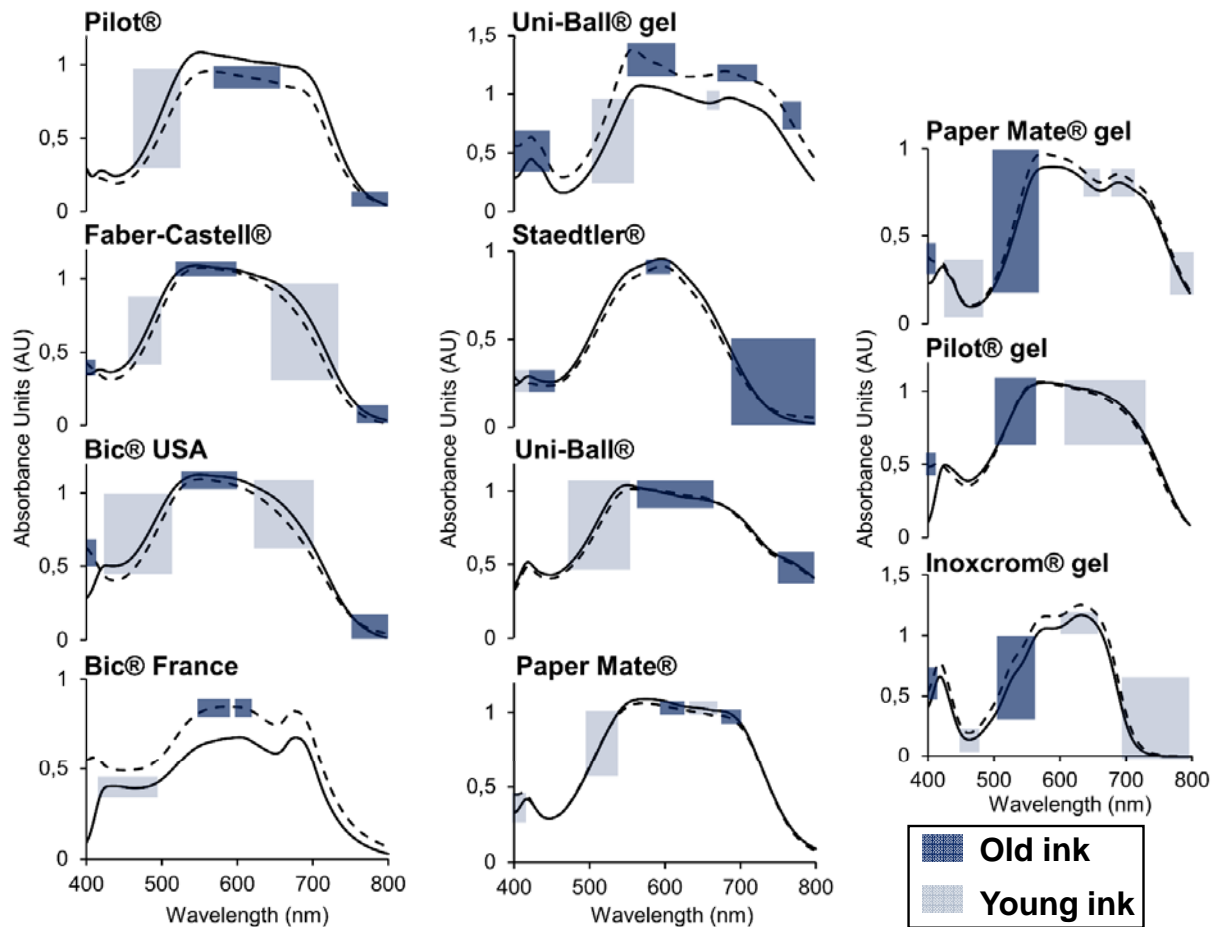 Pilot®
1
0,5
0
Faber-Castell®
1
0,5
0
Bic® USA
1
0,5
0
Bic® France
1
0,5
0
400 500 600 700 800
Wavelength (nm)
Absorbance Units (AU)
Uni-Ball® gel
1,5
1
0,5
0
Staedtler®
1
0,5
0
Uni-Ball®
1
0,5
0
Paper Mate®
1
0,5
0
400 500 600 700 800
Wavelength (nm)
Absorbance Units (AU)
Paper Mate® gel
1
0,5
0
Pilot® gel
1
0,5
0
Inoxcrom® gel
1,5
1
0,5
0
400 500 600 700 800
Wavelength (nm)
Absorbance Units (AU)
Old ink
Young ink